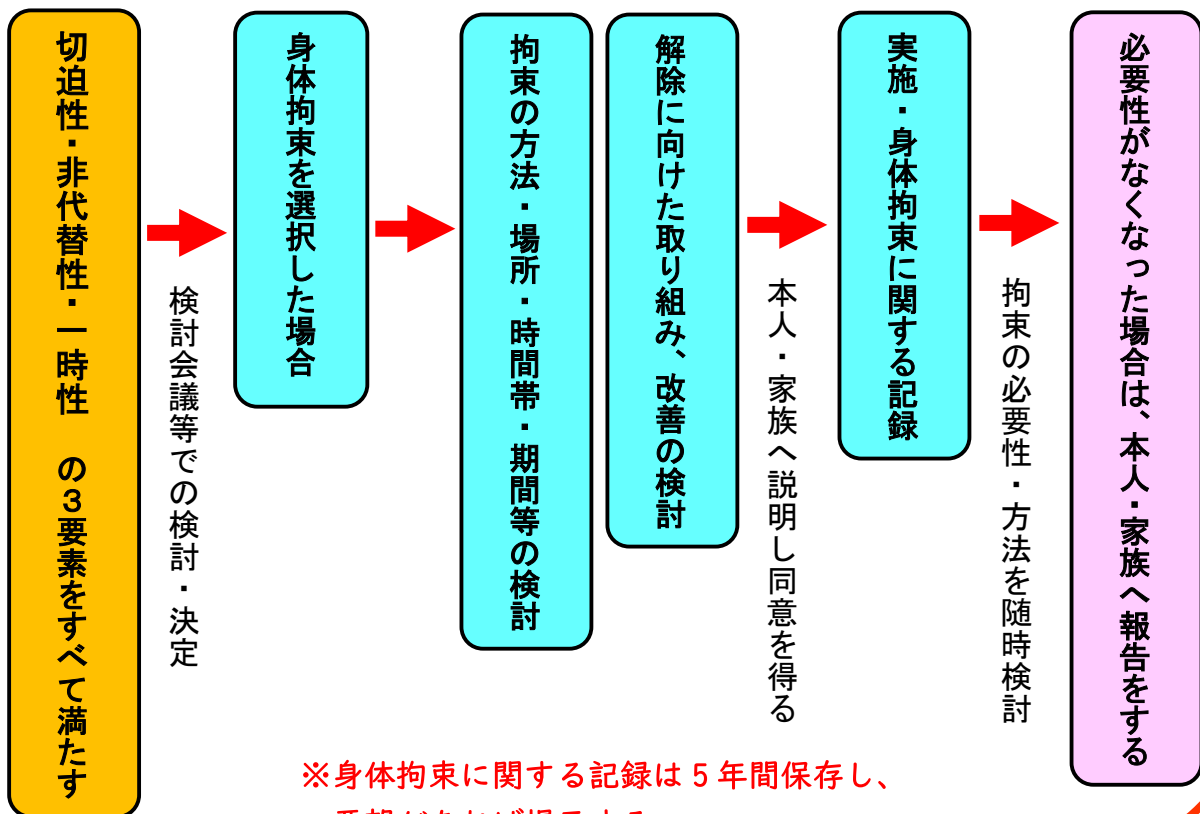 切迫性・非代替性・一時性　の３要素をすべて満たす
検討会議等での検討・決定
身体拘束を選択した場合
拘束の方法・場所・時間帯・期間等の検討
解除に向けた取り組み、改善の検討
本人・家族へ説明し同意を得る
実施・身体拘束に関する記録
拘束の必要性・方法を随時検討
必要性がなくなった場合は、本人・家族へ報告をする
※身体拘束に関する記録は５年間保存し、